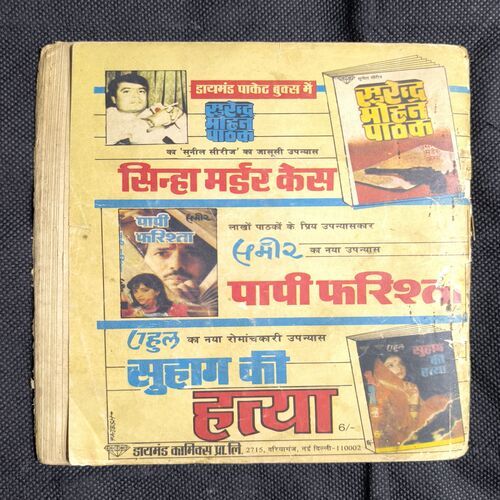 डायमंड पाकेट बुक्स में
सुरेन्द्र
मोहन
पाठक
का 'सुनील सीरीज' का जासूसी उपन्यास
सिन्हा मर्डर केस
सुनील सीरीज
सुरेन्द्र
मोहन
पाठक
पापी
फरिश्ता
समीर
लाखों पाठकों के प्रिय उपन्यासकार
समीर का नया उपन्यास
पापी फरिश्ता
राहुल का नया रोमांचकारी उपन्यास
सुहाग की
हत्या
6/-
राहुल
सुहाग
की
हत्या
डायमंड कामिक्स प्रा. लि. 2715, दरियागंज, नई दिल्ली-110002